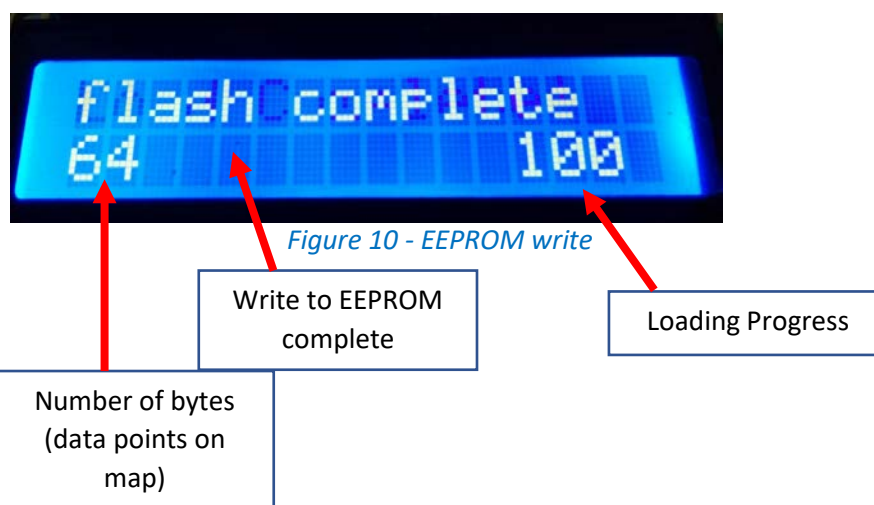 flash complete
64 100
Figure 10 - EEPROM write
Write to EEPROM
complete
Loading Progress
Number of bytes
(data points on
map)